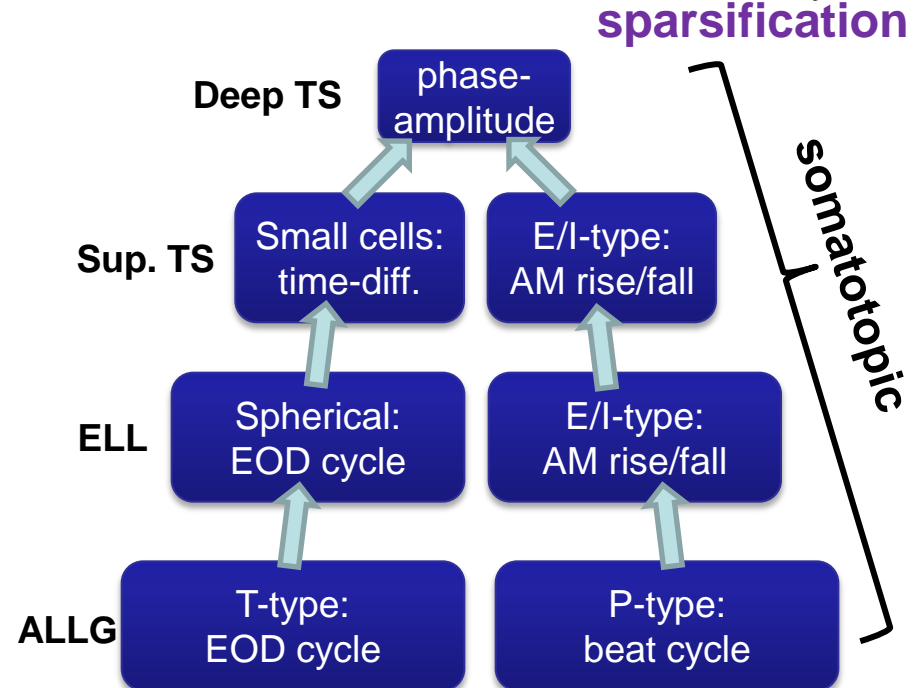 sparsification
Deep TS
phase-
amplitude
somatotopic
Sup. TS
Small cells:
time-diff.
E/I-type:
AM rise/fall
ELL
Spherical:
EOD cycle
E/I-type:
AM rise/fall
ALLG
T-type:
EOD cycle
P-type:
beat cycle